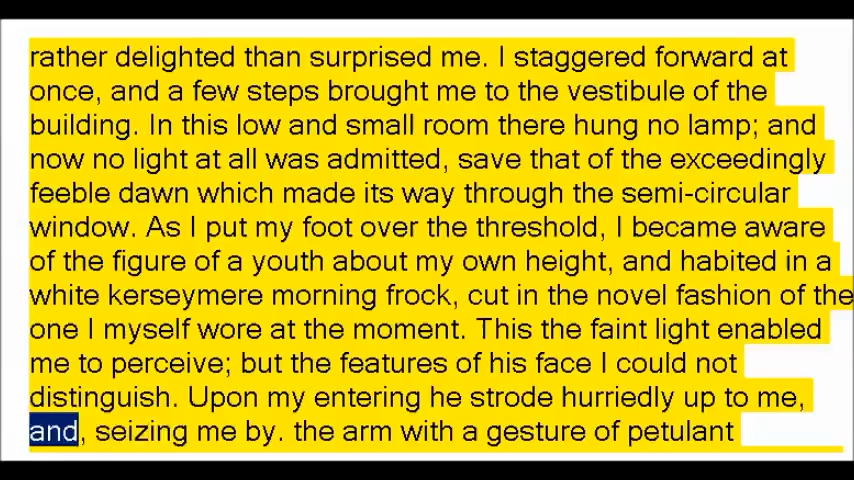 rather delighted than surprised me. I staggered forward at
once, and a few steps brought me to the vestibule of the
building. In this low and small room there hung no lamp; and
now no light at all was admitted, save that of the exceedingly
feeble dawn which made its way through the semi-circular
window. As I put my foot over the threshold, I became aware
of the figure of a youth about my own height, and habited in a
white kerseymere morning frock, cut in the novel fashion of the
one I myself wore at the moment. This the faint light enabled
me to perceive; but the features of his face I could not
distinguish. Upon my entering he strode hurriedly up to me,
and, seizing me by. the arm with a gesture of petulant